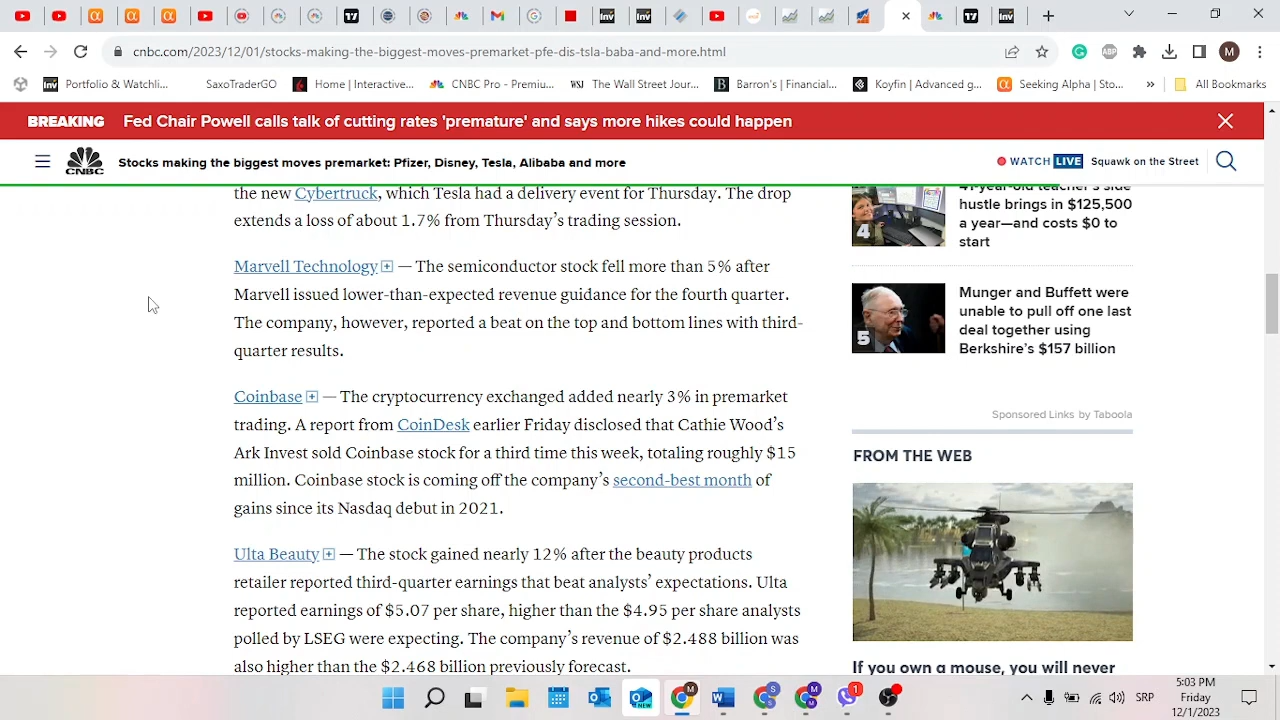 cnbc.com/2023/12/01/stocks-making-the-biggest-moves-premarket-pfe-dis-tsla-baba-and-more.html
M
Portfolio & Watchli...
SaxoTraderGO
Home | Interactive...
CNBC Pro - Premiu...
The Wall Street Jour...
Barron's | Financial...
Koyfin | Advanced g...
Seeking Alpha | Sto...
»
All Bookmarks
BREAKING Fed Chair Powell calls talk of cutting rates 'premature' and says more hikes could happen
CNBC
Stocks making the biggest moves premarket: Pfizer, Disney, Tesla, Alibaba and more
WATCH LIVE Squawk on the Street
the new Cybertruck, which Tesla had a delivery event for Thursday. The drop
extends a loss of about 1.7% from Thursday's trading session.
Marvell Technology — The semiconductor stock fell more than 5% after
Marvell issued lower-than-expected revenue guidance for the fourth quarter.
The company, however, reported a beat on the top and bottom lines with third-
quarter results.
Coinbase — The cryptocurrency exchanged added nearly 3% in premarket
trading. A report from CoinDesk earlier Friday disclosed that Cathie Wood's
Ark Invest sold Coinbase stock for a third time this week, totaling roughly $15
million. Coinbase stock is coming off the company's second-best month of
gains since its Nasdaq debut in 2021.
Ulta Beauty — The stock gained nearly 12% after the beauty products
retailer reported third-quarter earnings that beat analysts' expectations. Ulta
reported earnings of $5.07 per share, higher than the $4.95 per share analysts
polled by LSEG were expecting. The company's revenue of $2.488 billion was
also higher than the $2.468 billion previously forecast.
4
41-year-old teacher's side
hustle brings in $125,500
a year—and costs $0 to
start
5
Munger and Buffett were
unable to pull off one last
deal together using
Berkshire's $157 billion
Sponsored Links by Taboola
FROM THE WEB
If you own a mouse, you will never
SRP
5:03 PM
Friday
12/1/2023